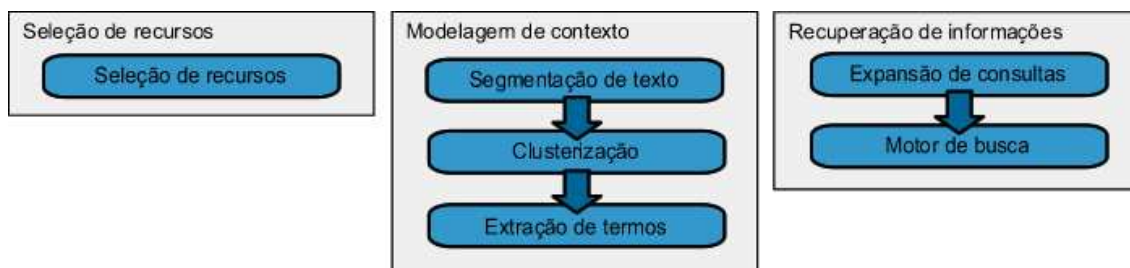 Seleção de recursos
Seleção de recursos
Modelagem de contexto
Segmentação de texto
Clusterização
Extração de termos
Recuperação de informações
Expansão de consultas
Motor de busca